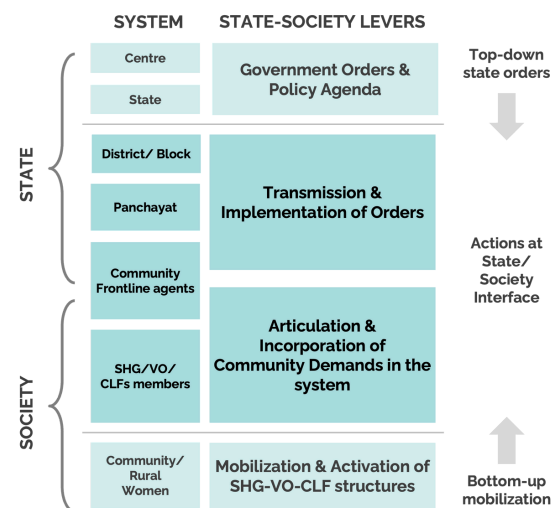 SYSTEM
STATE-SOCIETY LEVERS
Centre
State
Government Orders &
Policy Agenda
Top-down
state orders
STATE
District/ Block
Panchayat
Community
Frontline agents
Transmission &
Implementation of Orders
Actions at
State/
Society
Interface
SOCIETY
SHG/VO/
CLFs members
Articulation &
Incorporation of
Community Demands in the
system
Community/
Rural
Women
Mobilization & Activation of
SHG-VO-CLF structures
Bottom-up
mobilization